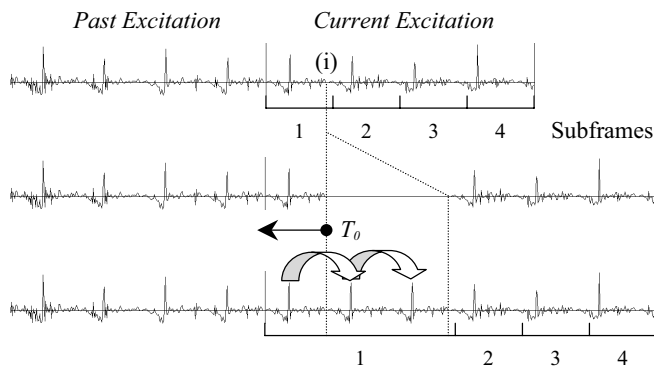 Past Excitation Current Excitation
(i)
1 2 3 4 Subframes
T0
1 2 3 4